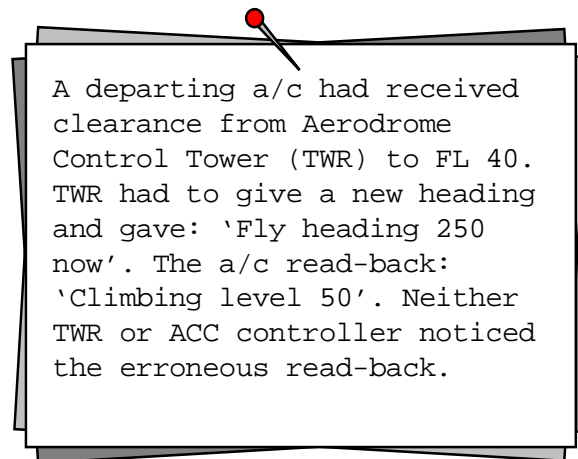 A departing a/c had received
clearance from Aerodrome
Control Tower (TWR) to FL 40.
TWR had to give a new heading
and gave: ‘Fly heading 250
now’. The a/c read-back:
‘Climbing level 50’. Neither
TWR or ACC controller noticed
the erroneous read-back.